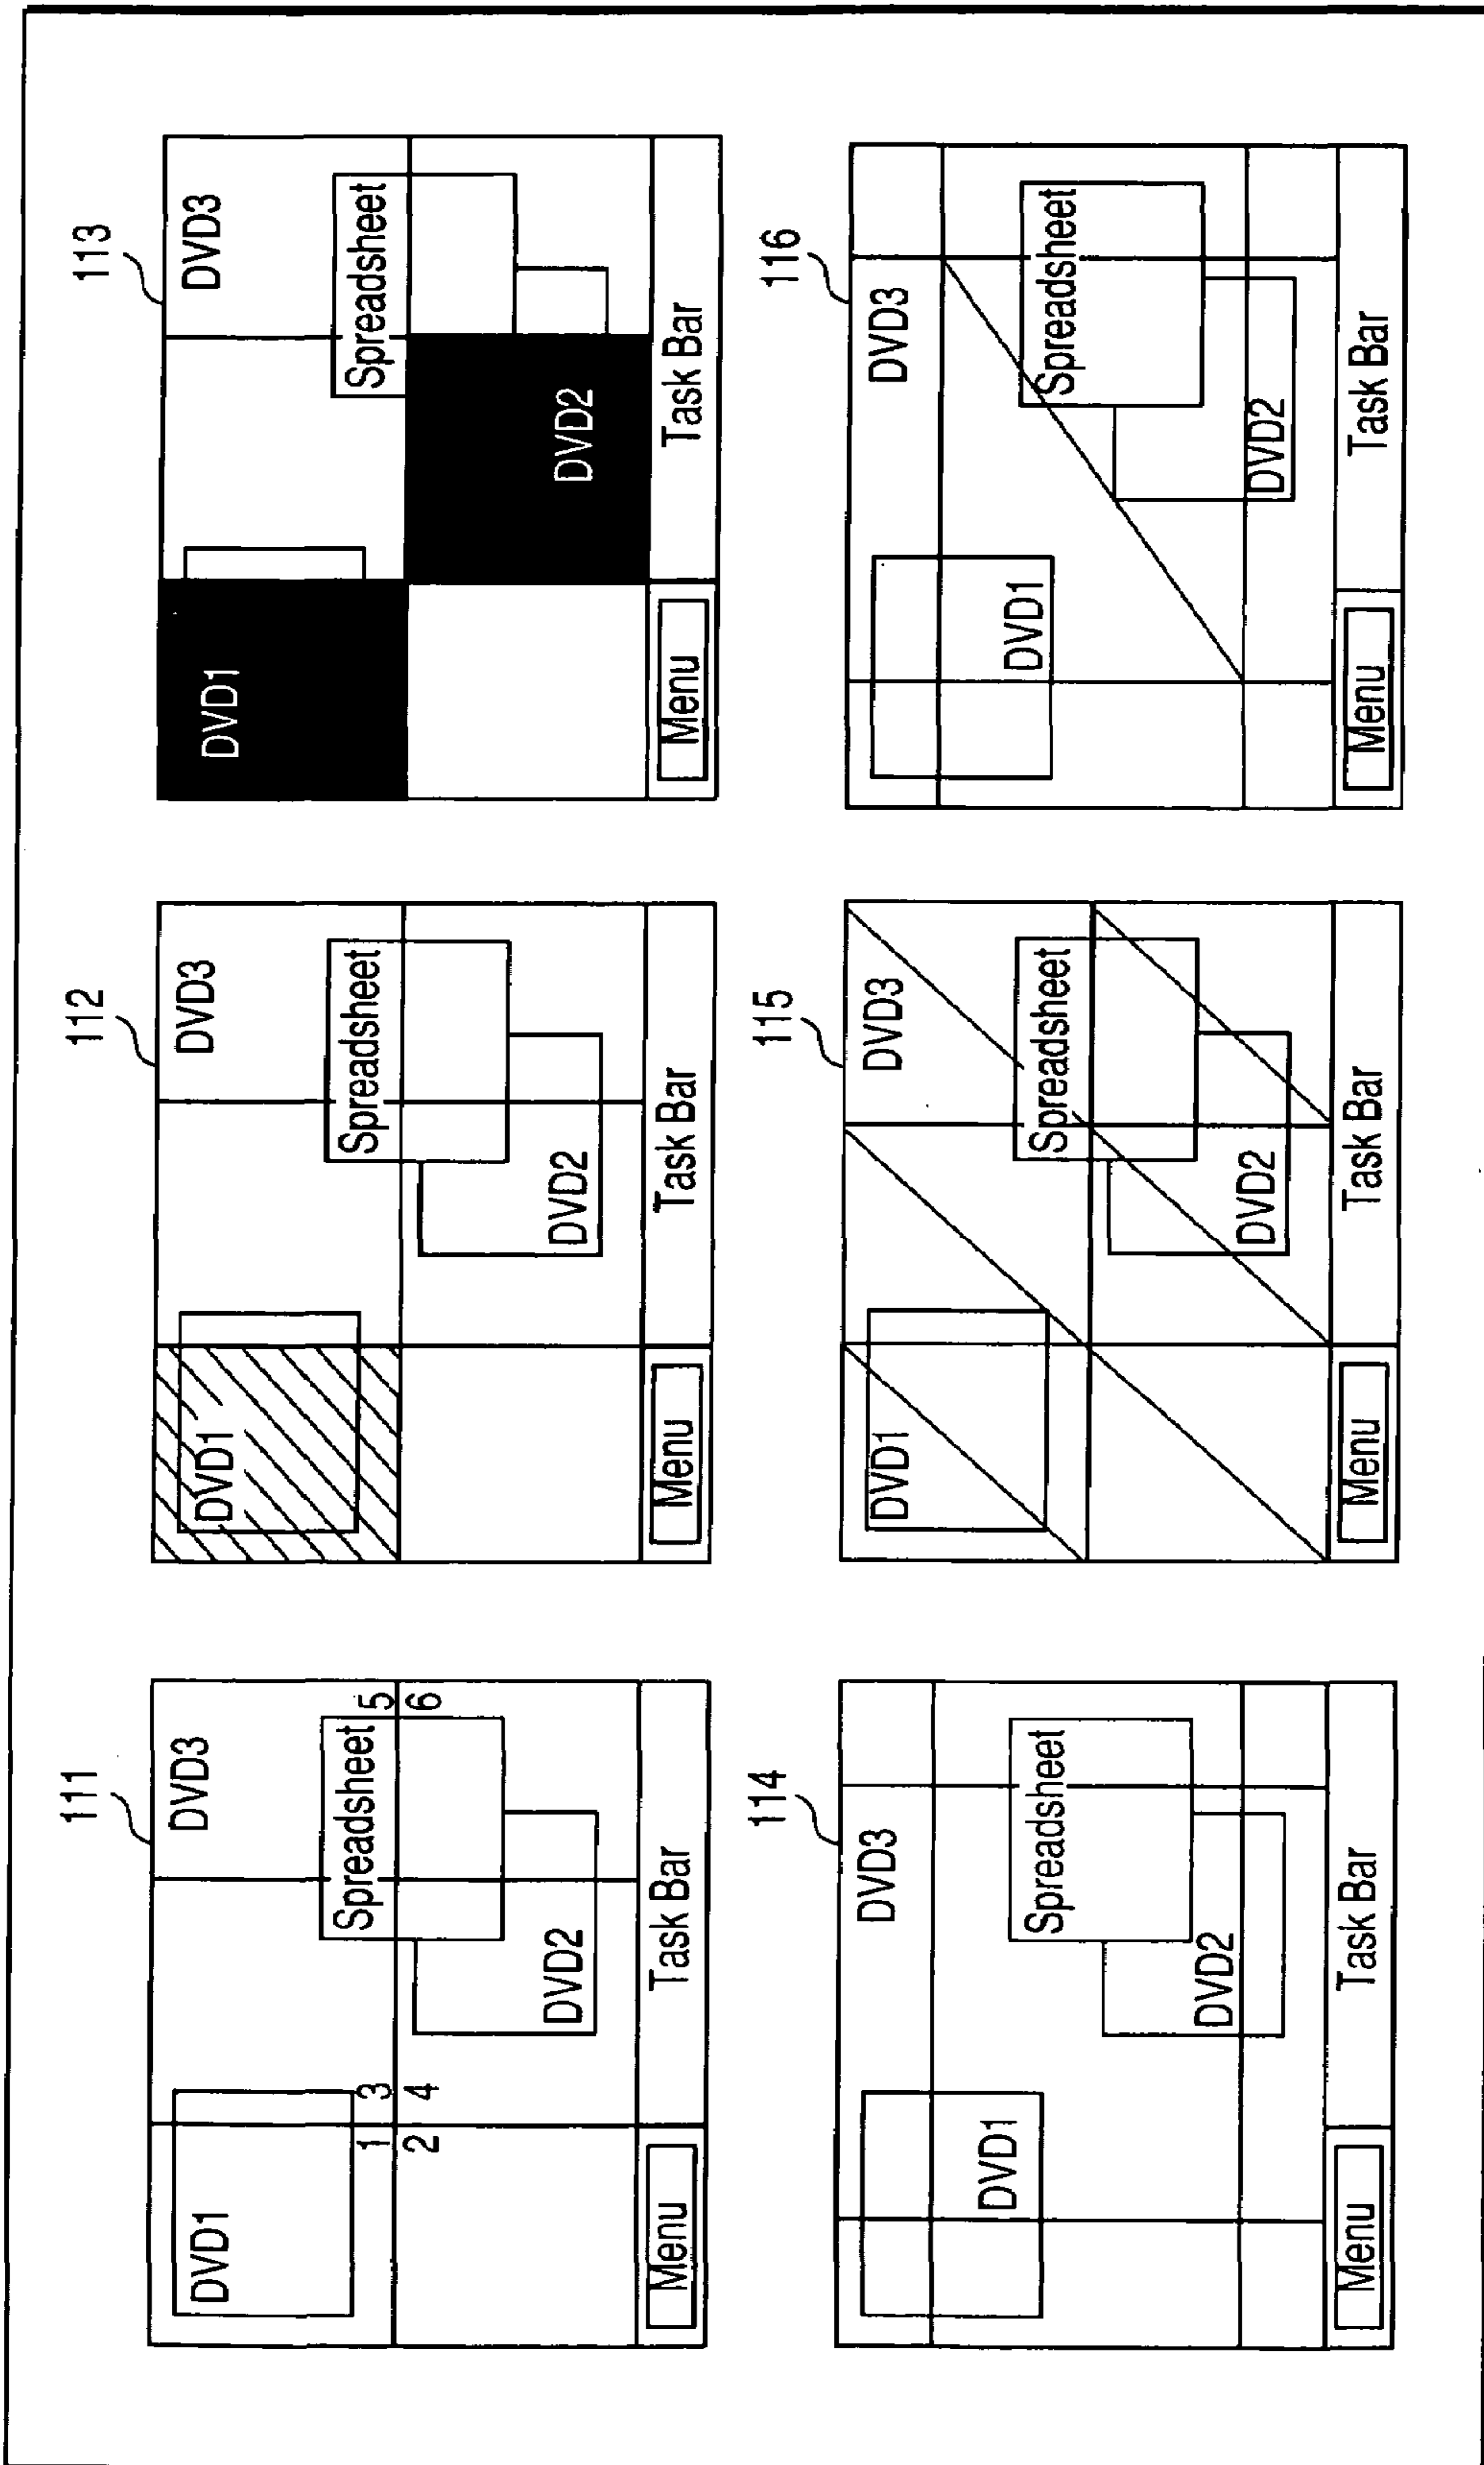 111
DVD3
DVD1
Spreadsheet
1 3 5
2 4 6
DVD2
Menu
Task Bar
112
DVD3
DVD1
Spreadsheet
DVD2
Menu
Task Bar
113
DVD3
DVD1
Spreadsheet
DVD2
Menu
Task Bar
114
DVD3
DVD1
Spreadsheet
DVD2
Menu
Task Bar
115
DVD3
DVD1
Spreadsheet
DVD2
Menu
Task Bar
116
DVD3
DVD1
Spreadsheet
DVD2
Menu
Task Bar